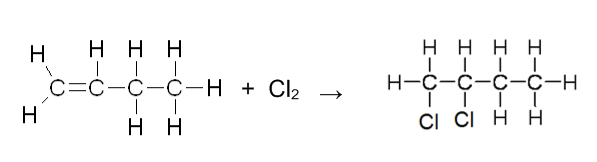 H H H H H H H H
C=C-C-C-H + Cl₂ → H-C-C-C-C-H
H H H Cl Cl H H